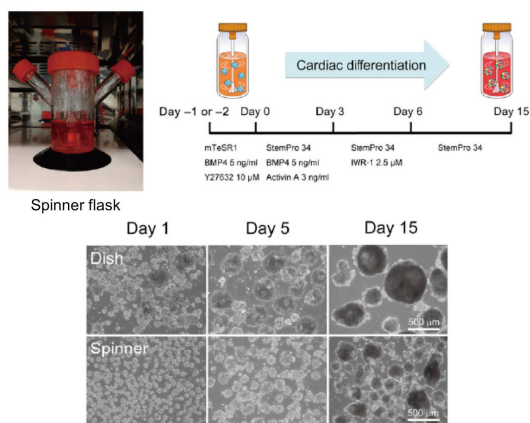 Cardiac differentiation
Day −1 or −2 Day 0 Day 3 Day 6 Day 15
mTeSR1 StemPro 34 StemPro 34 StemPro 34
BMP4 5 ng/ml BMP4 5 ng/ml IWR-1 2.5 μM
Y27632 10 μM Activin A 3 ng/ml
Spinner flask
Day 1 Day 5 Day 15
Dish
500 μm
Spinner
500 μm